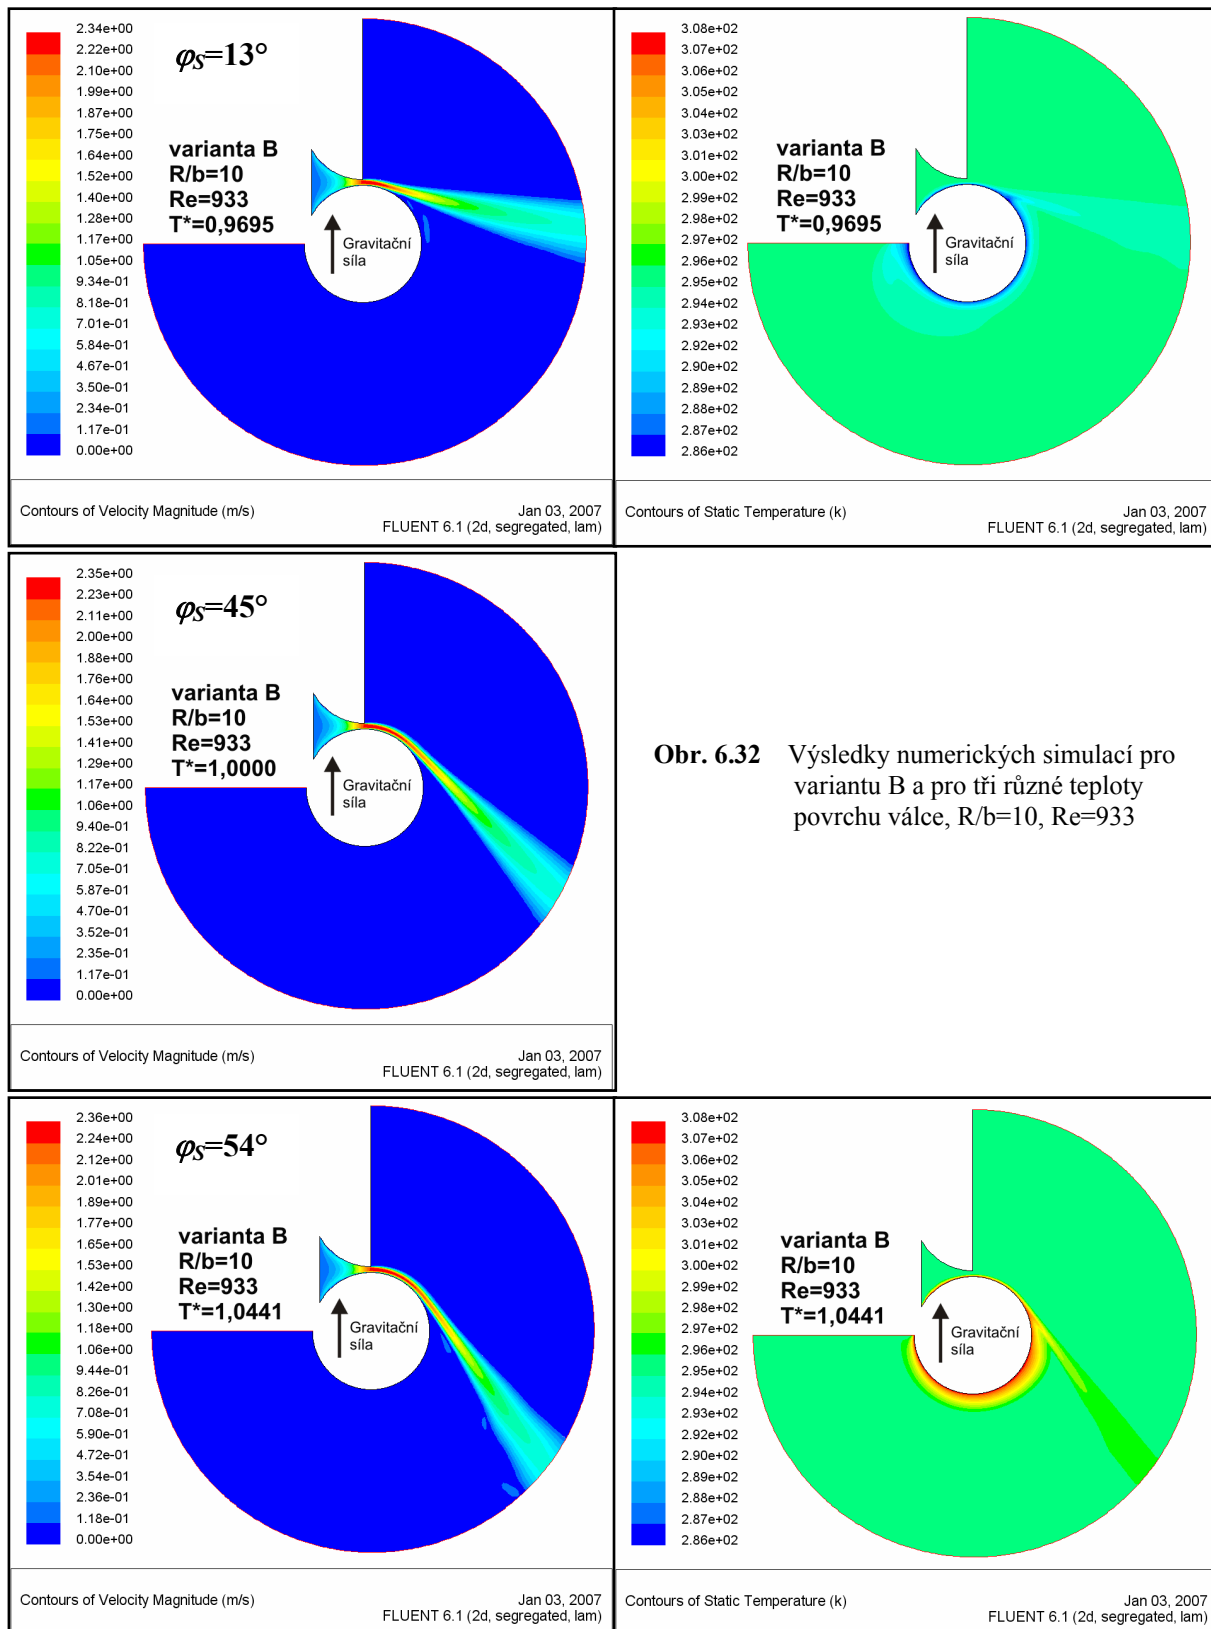 2.34e+00
2.22e+00
2.10e+00
1.99e+00
1.87e+00
1.75e+00
1.64e+00
1.52e+00
1.40e+00
1.28e+00
1.17e+00
1.05e+00
9.34e-01
8.18e-01
7.01e-01
5.84e-01
4.67e-01
3.50e-01
2.34e-01
1.17e-01
0.00e+00
φS=13°
varianta B
R/b=10
Re=933
T*=0,9695
Gravitační
síla
Contours of Velocity Magnitude (m/s)
Jan 03, 2007
FLUENT 6.1 (2d, segregated, lam)
3.08e+02
3.07e+02
3.06e+02
3.05e+02
3.04e+02
3.03e+02
3.01e+02
3.00e+02
2.99e+02
2.98e+02
2.97e+02
2.96e+02
2.95e+02
2.94e+02
2.93e+02
2.92e+02
2.90e+02
2.89e+02
2.88e+02
2.87e+02
2.86e+02
varianta B
R/b=10
Re=933
T*=0,9695
Gravitační
síla
Contours of Static Temperature (k)
Jan 03, 2007
FLUENT 6.1 (2d, segregated, lam)
2.35e+00
2.23e+00
2.11e+00
2.00e+00
1.88e+00
1.76e+00
1.64e+00
1.53e+00
1.41e+00
1.29e+00
1.17e+00
1.06e+00
9.40e-01
8.22e-01
7.05e-01
5.87e-01
4.70e-01
3.52e-01
2.35e-01
1.17e-01
0.00e+00
φS=45°
varianta B
R/b=10
Re=933
T*=1,0000
Gravitační
síla
Contours of Velocity Magnitude (m/s)
Jan 03, 2007
FLUENT 6.1 (2d, segregated, lam)
Obr. 6.32 Výsledky numerických simulací pro
variantu B a pro tři různé teploty
povrchu válce, R/b=10, Re=933
2.36e+00
2.24e+00
2.12e+00
2.01e+00
1.89e+00
1.77e+00
1.65e+00
1.53e+00
1.42e+00
1.30e+00
1.18e+00
1.06e+00
9.44e-01
8.26e-01
7.08e-01
5.90e-01
4.72e-01
3.54e-01
2.36e-01
1.18e-01
0.00e+00
φS=54°
varianta B
R/b=10
Re=933
T*=1,0441
Gravitační
síla
Contours of Velocity Magnitude (m/s)
Jan 03, 2007
FLUENT 6.1 (2d, segregated, lam)
3.08e+02
3.07e+02
3.06e+02
3.05e+02
3.04e+02
3.03e+02
3.01e+02
3.00e+02
2.99e+02
2.98e+02
2.97e+02
2.96e+02
2.95e+02
2.94e+02
2.93e+02
2.92e+02
2.90e+02
2.89e+02
2.88e+02
2.87e+02
2.86e+02
varianta B
R/b=10
Re=933
T*=1,0441
Gravitační
síla
Contours of Static Temperature (k)
Jan 03, 2007
FLUENT 6.1 (2d, segregated, lam)